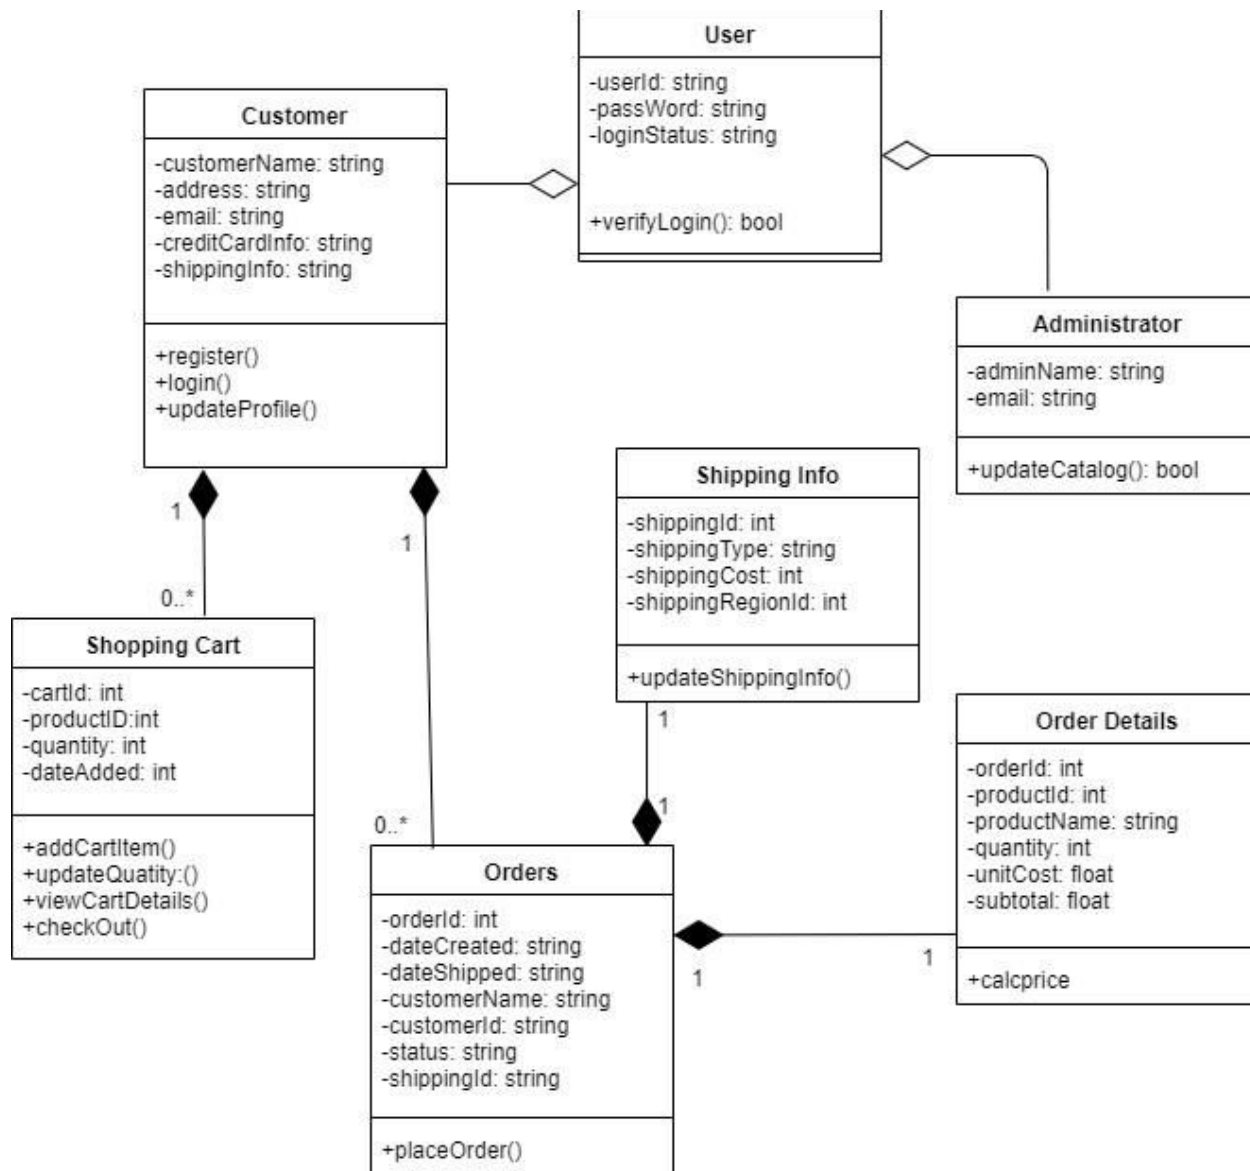 User
-userId: string
-passWord: string
-loginStatus: string
+verifyLogin(): bool
Customer
-customerName: string
-address: string
-email: string
-creditCardInfo: string
-shippingInfo: string
+register()
+login()
+updateProfile()
Administrator
-adminName: string
-email: string
+updateCatalog(): bool
1
0..*
1
0..*
Shipping Info
-shippingId: int
-shippingType: string
-shippingCost: int
-shippingRegionId: int
+updateShippingInfo()
1
1
Shopping Cart
-cartId: int
-productID:int
-quantity: int
-dateAdded: int
+addCartItem()
+updateQuatity:()
+viewCartDetails()
+checkOut()
Order Details
-orderId: int
-productId: int
-productName: string
-quantity: int
-unitCost: float
-subtotal: float
+calcprice
1
1
Orders
-orderId: int
-dateCreated: string
-dateShipped: string
-customerName: string
-customerId: string
-status: string
-shippingId: string
+placeOrder()